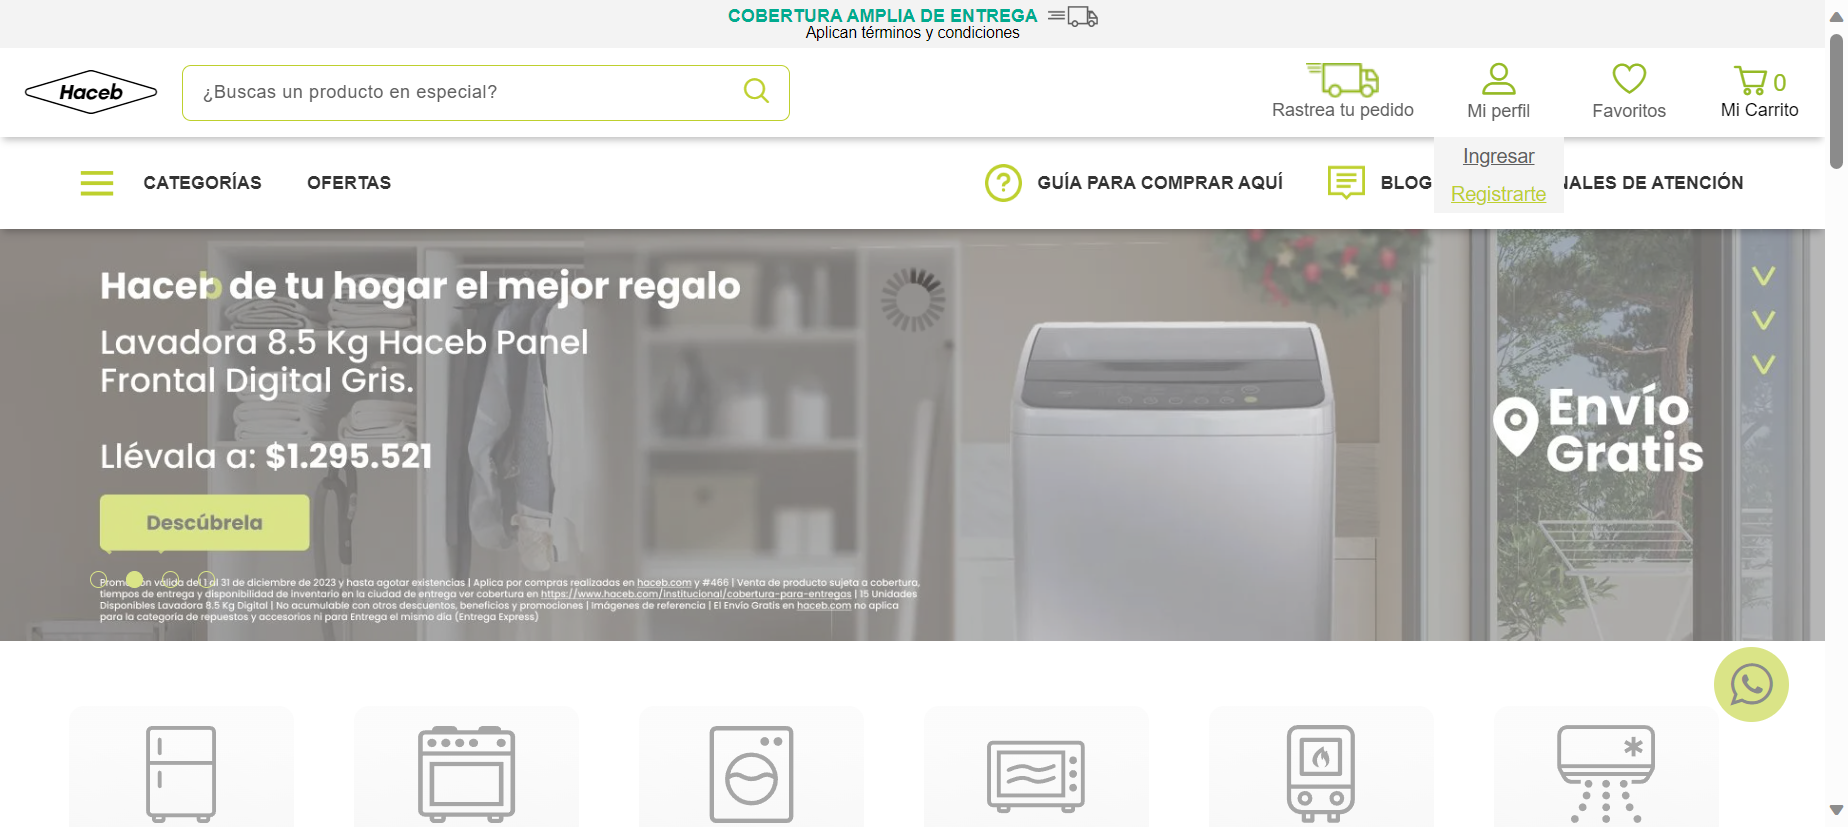 COBERTURA AMPLIA DE ENTREGA
Aplican términos y condiciones
Haceb
¿Buscas un producto en especial?
Rastrea tu pedido
Mi perfil
Favoritos
0
Mi Carrito
Ingresar
Registrarte
CATEGORÍAS
OFERTAS
GUÍA PARA COMPRAR AQUÍ
BLOG
NALES DE ATENCIÓN
Haceb de tu hogar el mejor regalo
Lavadora 8.5 Kg Haceb Panel
Frontal Digital Gris.
Llévala a: $1.295.521
Descúbrela
Envío
Gratis
Promoción válida del 1 al 31 de diciembre de 2023 y hasta agotar existencias | Aplica por compras realizadas en haceb.com y #466 | Venta de producto sujeta a cobertura,
tiempos de entrega y disponibilidad de inventario en la ciudad de entrega ver cobertura en https://www.haceb.com/institucional/cobertura-para-entregas | 15 Unidades
Disponibles Lavadora 8.5 Kg Digital | No acumulable con otros descuentos, beneficios y promociones | Imágenes de referencia | El Envío Gratis en haceb.com no aplica
para la categoria de repuestos y accesorios ni para Entrega el mismo día (Entrega Express)